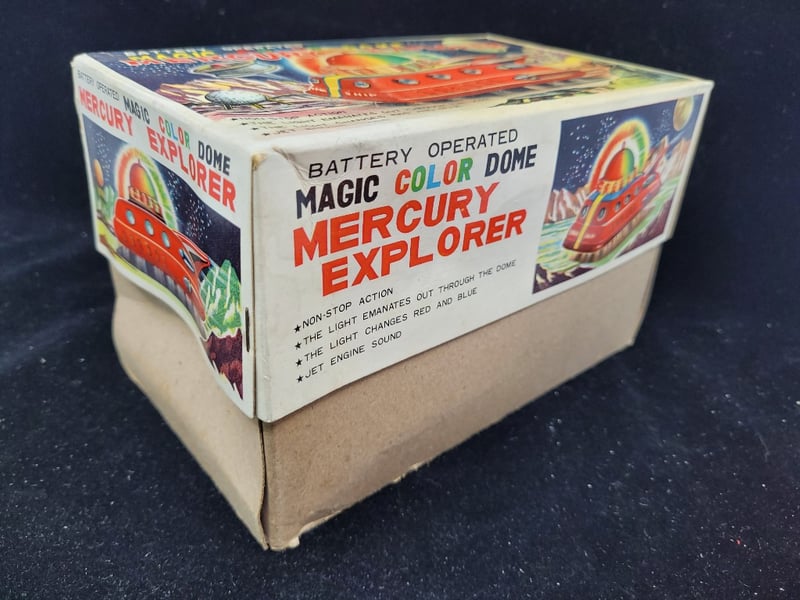 BATTERY OPERATED
MAGIC COLOR DOME
MERCURY EXPLORER
BATTERY OPERATED
MAGIC COLOR DOME
MERCURY
EXPLORER
★NON-STOP ACTION
★THE LIGHT EMANATES OUT THROUGH THE DOME
★THE LIGHT CHANGES RED AND BLUE
★JET ENGINE SOUND